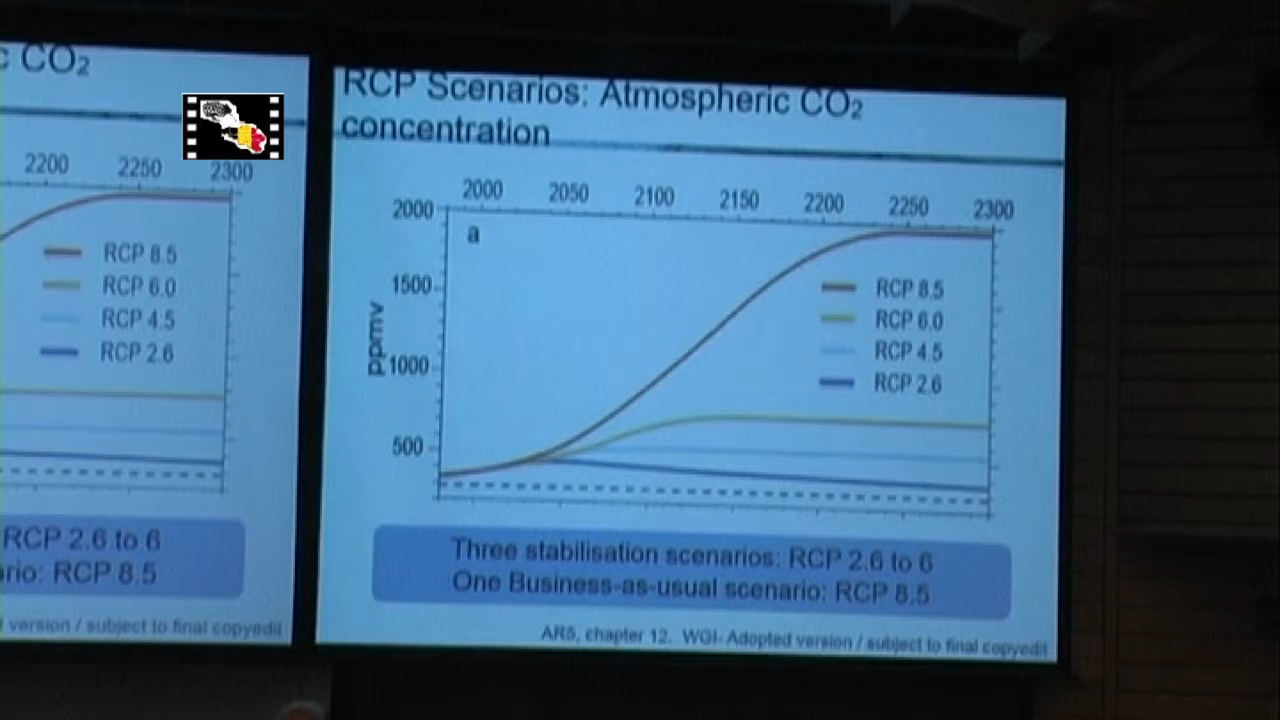 c CO₂
2200 2250 2300
RCP 8.5
RCP 6.0
RCP 4.5
RCP 2.6
RCP 2.6 to 6
rio: RCP 8.5
version / subject to final copyedit
RCP Scenarios: Atmospheric CO₂
concentration
2000 2050 2100 2150 2200 2250 2300
2000
1500
1000
500
ppmv
a
RCP 8.5
RCP 6.0
RCP 4.5
RCP 2.6
Three stabilisation scenarios: RCP 2.6 to 6
One Business-as-usual scenario: RCP 8.5
AR5, chapter 12. WGI- Adopted version / subject to final copyedit